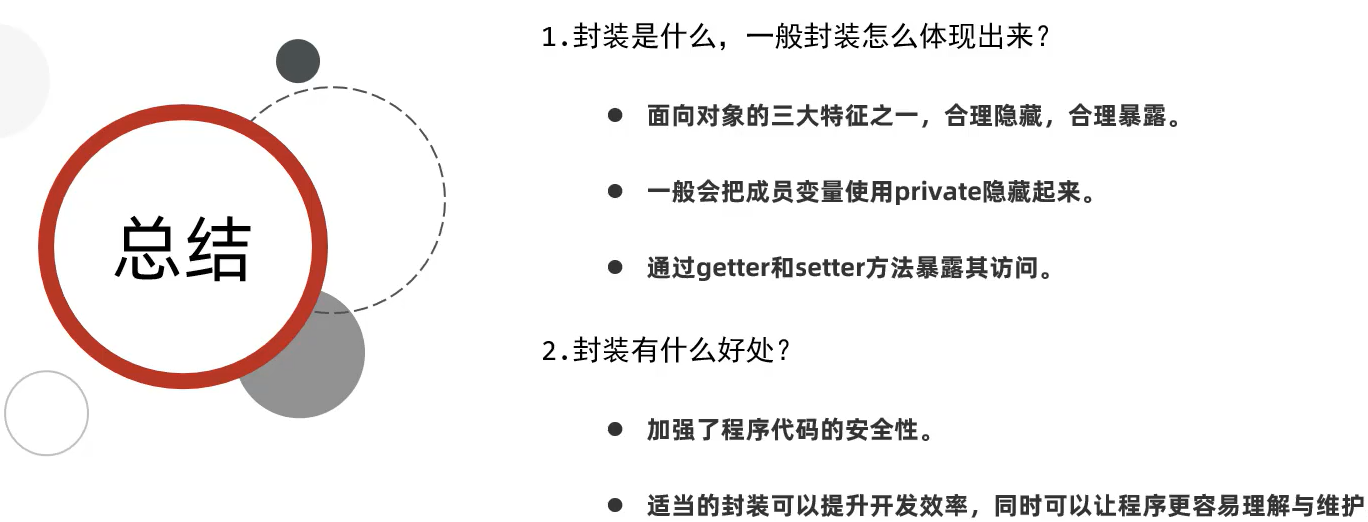 总结
1.封装是什么，一般封装怎么体现出来？
● 面向对象的三大特征之一，合理隐藏，合理暴露。
● 一般会把成员变量使用private隐藏起来。
● 通过getter和setter方法暴露其访问。
2.封装有什么好处？
● 加强了程序代码的安全性。
● 适当的封装可以提升开发效率，同时可以让程序更容易理解与维护